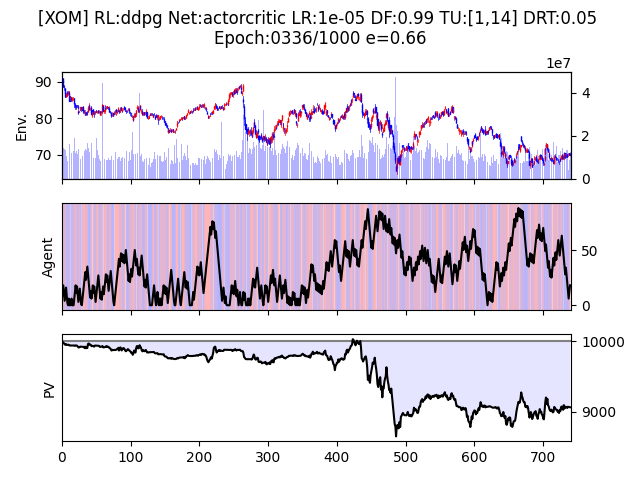 [XOM] RL:ddpg Net:actorcritic LR:1e-05 DF:0.99 TU:[1,14] DRT:0.05
Epoch:0336/1000 e=0.66
1e7
90
80
70
Env.
4
2
0
Agent
50
0
PV
10000
9000
0 100 200 300 400 500 600 700